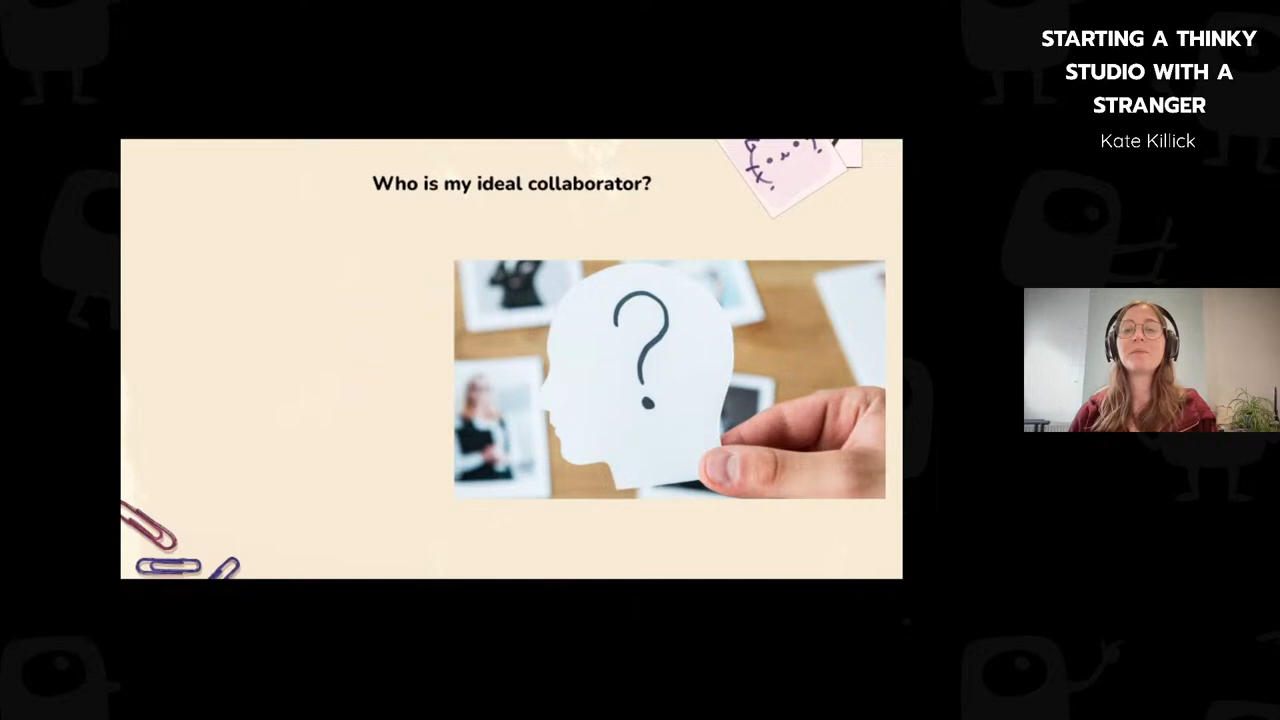 STARTING A THINKY
STUDIO WITH A
STRANGER
Kate Killick
Who is my ideal collaborator?
?